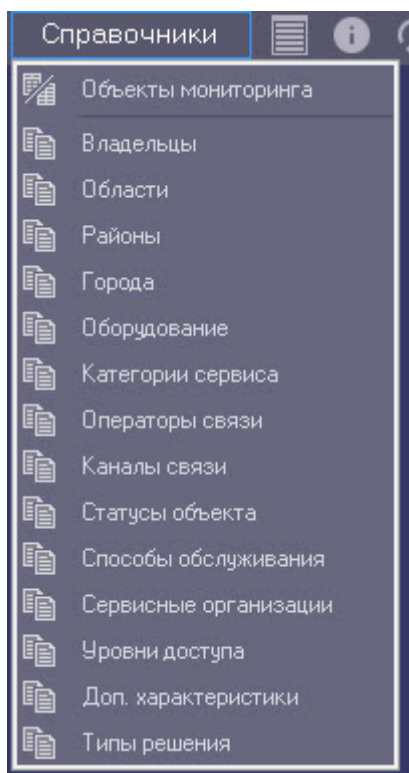 Справочники
Объекты мониторинга
Владельцы
Области
Районы
Города
Оборудование
Категории сервиса
Операторы связи
Каналы связи
Статусы объекта
Способы обслуживания
Сервисные организации
Уровни доступа
Доп. характеристики
Типы решения